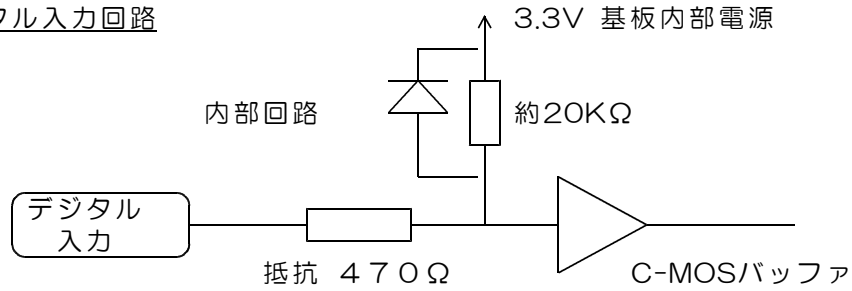 タル入力回路
3.3V 基板内部電源
内部回路
約20KΩ
デジタル
入力
抵抗 470Ω
C-MOSバッファ